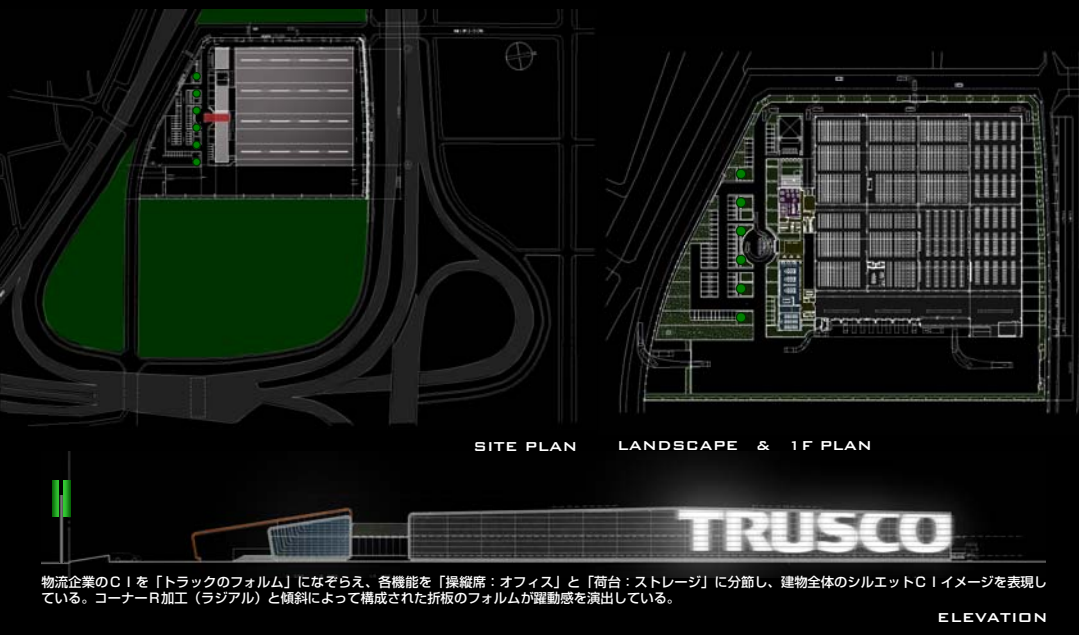 SITE PLAN
LANDSCAPE & 1F PLAN
TRUSCO
物流企業のCIを「トラックのフォルム」になぞらえ、各機能を「操縦席:オフィス」と「荷台:ストレージ」に分節し、建物全体のシルエットCIイメージを表現し
ている。コーナーR加工(ラジアル)と傾斜によって構成された折板のフォルムが躍動感を演出している。
ELEVATION